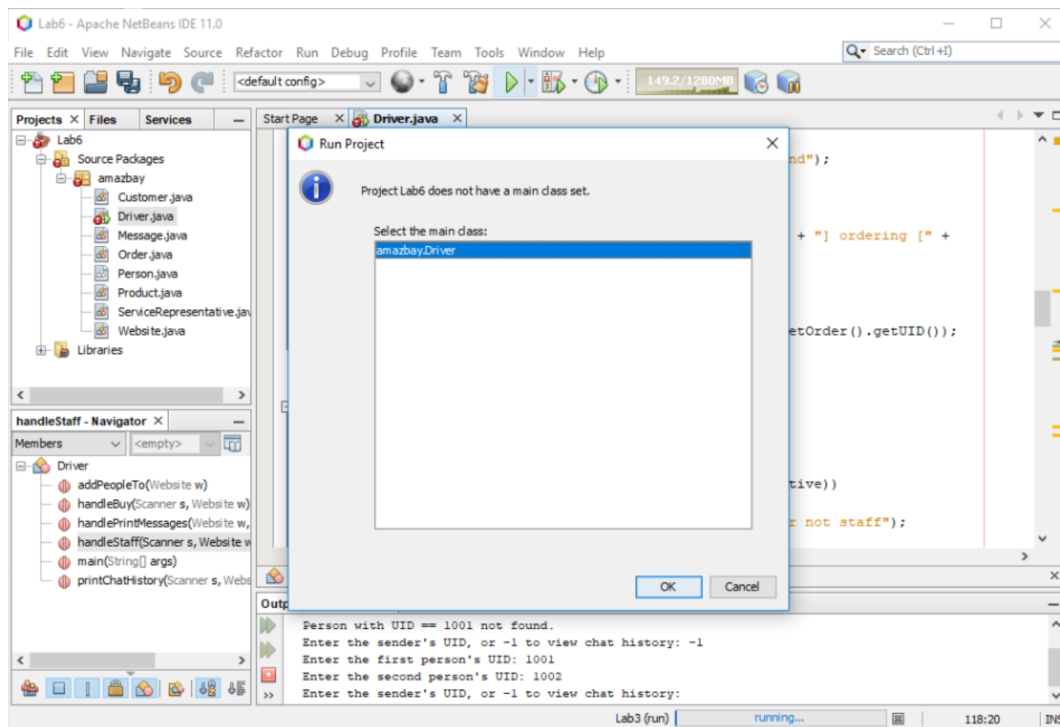 Lab6 - Apache NetBeans IDE 11.0
File Edit View Navigate Source Refactor Run Debug Profile Team Tools Window Help
Search (Ctrl+I)
<default config>
149.2/1280MB
Projects Files Services
Start Page Driver.java
Lab6
Source Packages
amazbay
Customer.java
Driver.java
Message.java
Order.java
Person.java
Product.java
ServiceRepresentative.jav
Website.java
Libraries
handleStaff - Navigator
Members
<empty>
Driver
addPeopleTo(Website w)
handleBuy(Scanner s, Website w)
handlePrintMessages(Website w,
handleStaff(Scanner s, Website w
main(String[] args)
printChatHistory(Scanner s, Webs
Run Project
Project Lab6 does not have a main class set.
Select the main class:
amazbay.Driver
OK Cancel
nd");
+ "] ordering [" +
etOrder().getUID());
tive))
r not staff");
Outp
Person with UID == 1001 not found.
Enter the sender's UID, or -1 to view chat history: -1
Enter the first person's UID: 1001
Enter the second person's UID: 1002
Enter the sender's UID, or -1 to view chat history:
Lab3 (run) running... 118:20 INS